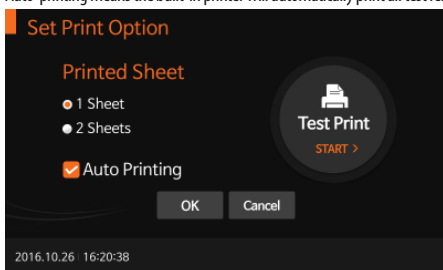 Set Print Option
Printed Sheet
1 Sheet
2 Sheets
Auto Printing
Test Print
START >
OK
Cancel
2016.10.26 16:20:38